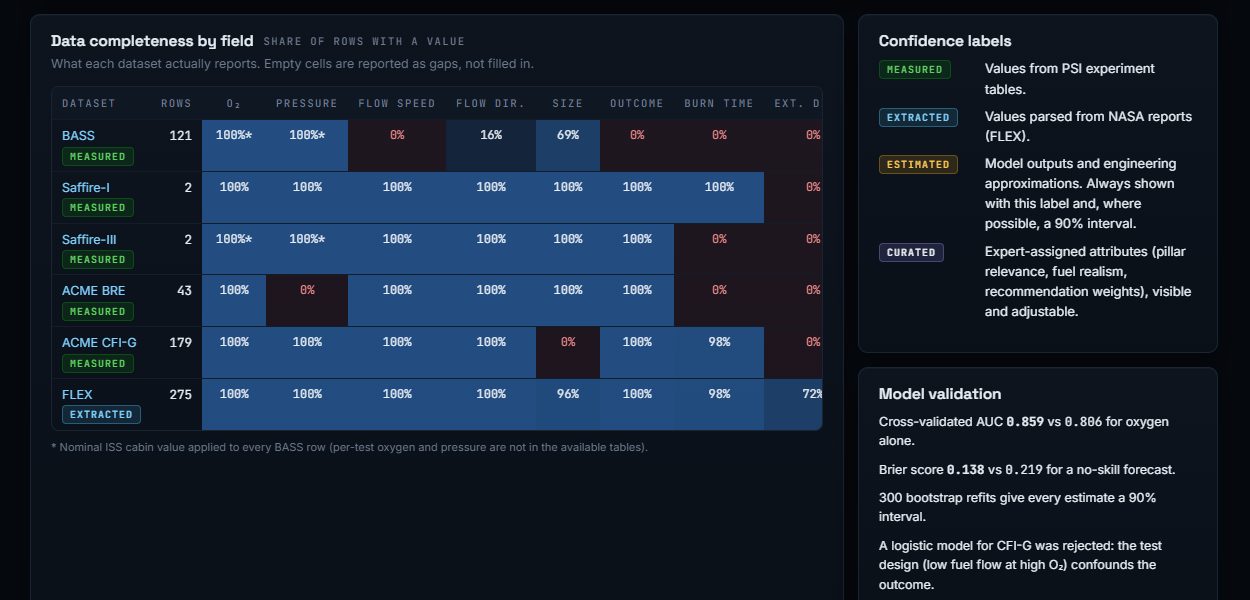 Data completeness by field SHARE OF ROWS WITH A VALUE
What each dataset actually reports. Empty cells are reported as gaps, not filled in.
DATASET ROWS O₂ PRESSURE FLOW SPEED FLOW DIR. SIZE OUTCOME BURN TIME EXT. D
BASS 121 100%* 100%* 0% 16% 69% 0% 0% 0%
MEASURED
Saffire-I 2 100% 100% 100% 100% 100% 100% 100% 0%
MEASURED
Saffire-III 2 100%* 100%* 100% 100% 100% 100% 0% 0%
MEASURED
ACME BRE 43 100% 0% 100% 100% 100% 100% 0% 0%
MEASURED
ACME CFI-G 179 100% 100% 100% 100% 0% 100% 98% 0%
MEASURED
FLEX 275 100% 100% 100% 100% 96% 100% 98% 72%
EXTRACTED
* Nominal ISS cabin value applied to every BASS row (per-test oxygen and pressure are not in the available tables).
Confidence labels
MEASURED Values from PSI experiment
tables.
EXTRACTED Values parsed from NASA reports
(FLEX).
ESTIMATED Model outputs and engineering
approximations. Always shown
with this label and, where
possible, a 90% interval.
CURATED Expert-assigned attributes (pillar
relevance, fuel realism,
recommendation weights), visible
and adjustable.
Model validation
Cross-validated AUC 0.859 vs 0.806 for oxygen
alone.
Brier score 0.138 vs 0.219 for a no-skill forecast.
300 bootstrap refits give every estimate a 90%
interval.
A logistic model for CFI-G was rejected: the test
design (low fuel flow at high O₂) confounds the
outcome.